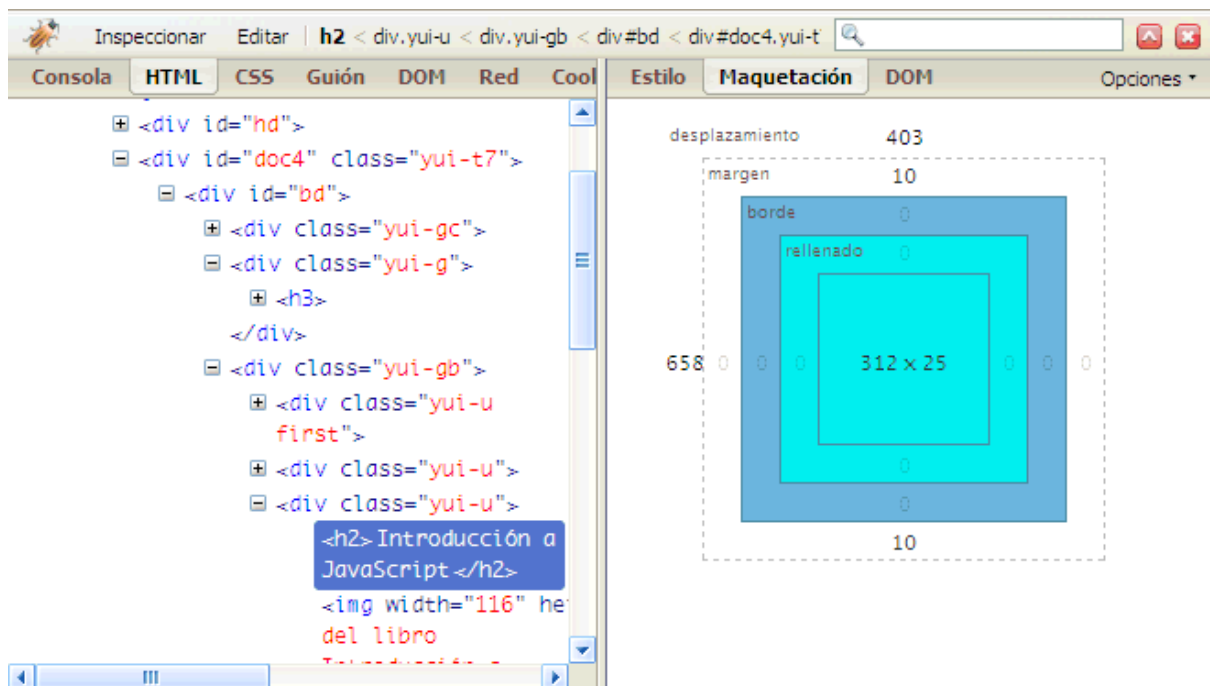 Inspeccionar Editar h2 < div.yui-u < div.yui-gb < div#bd < div#doc4.yui-t
Consola HTML CSS Guión DOM Red Cool
Estilo Maquetación DOM Opciones
<div id="hd">
<div id="doc4" class="yui-t7">
<div id="bd">
<div class="yui-gc">
<div class="yui-g">
<h3>
</div>
<div class="yui-gb">
<div class="yui-u
first">
<div class="yui-u">
<div class="yui-u">
<h2>Introducción a
JavaScript</h2>
<img width="116" he
del libro
desplazamiento 403
margen 10
borde 0
rellenado 0
658 0 0 0 312 x 25 0 0 0
0
0
10